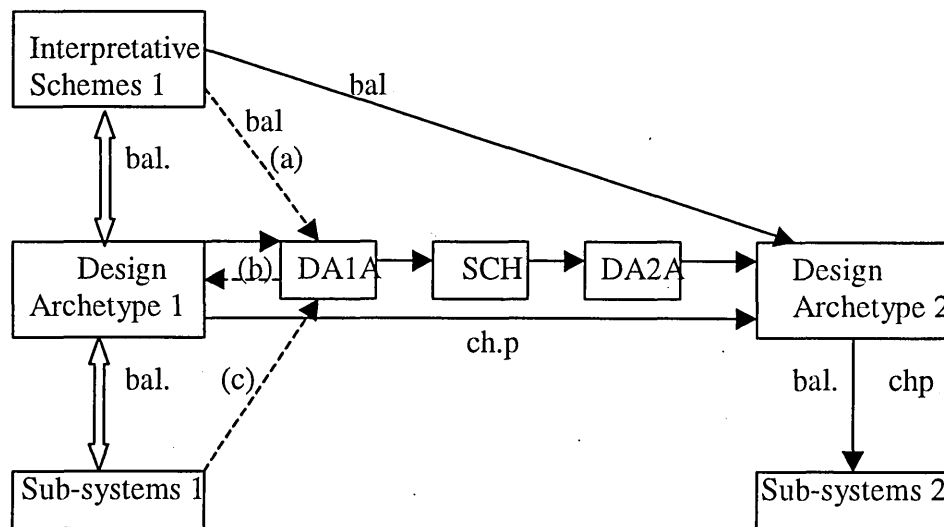 Interpretative
Schemes 1
bal
bal
(a)
bal.
Design
Archetype 1
(b)
DA1A
SCH
DA2A
Design
Archetype 2
ch.p
bal.
(c)
bal.
chp
Sub-systems 1
Sub-systems 2